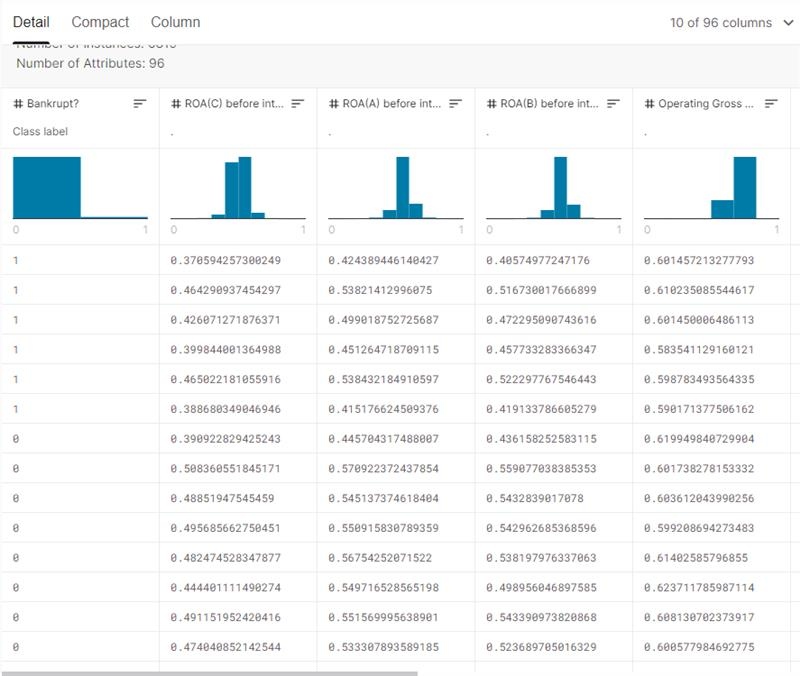 Detail Compact Column 10 of 96 columns
Number of Attributes: 96
# Bankrupt? # ROA(C) before int... # ROA(A) before int... # ROA(B) before int... # Operating Gross ...
Class label . . . .
0 1 0 1 0 1 0 1 0 1
1 0.370594257300249 0.424389446140427 0.40574977247176 0.601457213277793
1 0.464290937454297 0.53821412996075 0.516730017666899 0.610235085544617
1 0.426071271876371 0.499018752725687 0.472295090743616 0.601450006486113
1 0.399844001364988 0.451264718709115 0.457733283366347 0.583541129160121
1 0.465022181055916 0.538432184910597 0.522297767546443 0.598783493564335
1 0.388680349046946 0.415176624509376 0.419133786605279 0.590171377506162
0 0.390922829425243 0.445704317488007 0.436158252583115 0.619949840729904
0 0.508360551845171 0.570922372437854 0.559077038385353 0.601738278153332
0 0.48851947545459 0.545137374618404 0.5432839017078 0.603612043990256
0 0.495685662750451 0.550915830789359 0.542962685368596 0.599208694273483
0 0.482474528347877 0.56754252071522 0.538197976337063 0.61402585796855
0 0.444401111490274 0.549716528565198 0.498956046897585 0.623711785987114
0 0.491151952420416 0.551569995638901 0.543390973820868 0.608130702373917
0 0.474040852142544 0.533307893589185 0.523689705016329 0.600577984692775